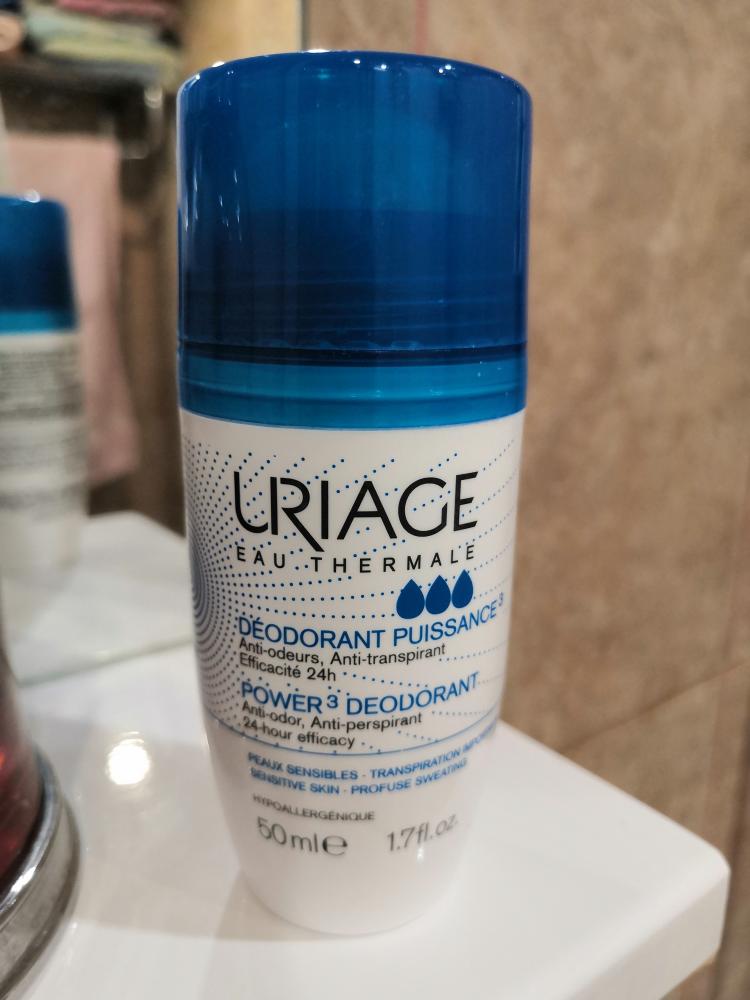 URIAGE
EAU THERMALE
DÉODORANT PUISSANCE³
Anti-odeurs, Anti-transpirant
Efficacité 24h
POWER³ DEODORANT
Anti-odor, Anti-perspirant
24-hour efficacy
PEAUX SENSIBLES · TRANSPIRATION
SENSITIVE SKIN · PROFUSE SWEATING
HYPOALLERGÉNIQUE
50ml℮ 1.7fl.oz.